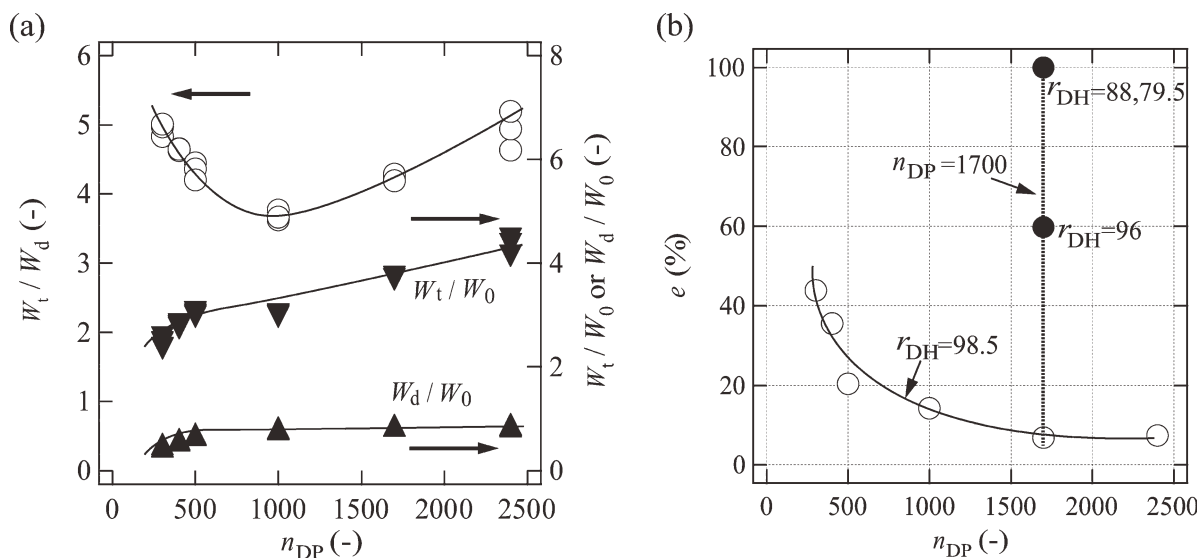 (a)
6
5
4
3
2
1
0
W_t / W_d (-)
8
6
4
2
0
W_t / W_0 or W_d / W_0 (-)
W_t / W_0
W_d / W_0
0 500 1000 1500 2000 2500
n_DP (-)
(b)
100
80
60
40
20
0
e (%)
r_DH=88,79.5
n_DP=1700
r_DH=96
r_DH=98.5
0 500 1000 1500 2000 2500
n_DP (-)